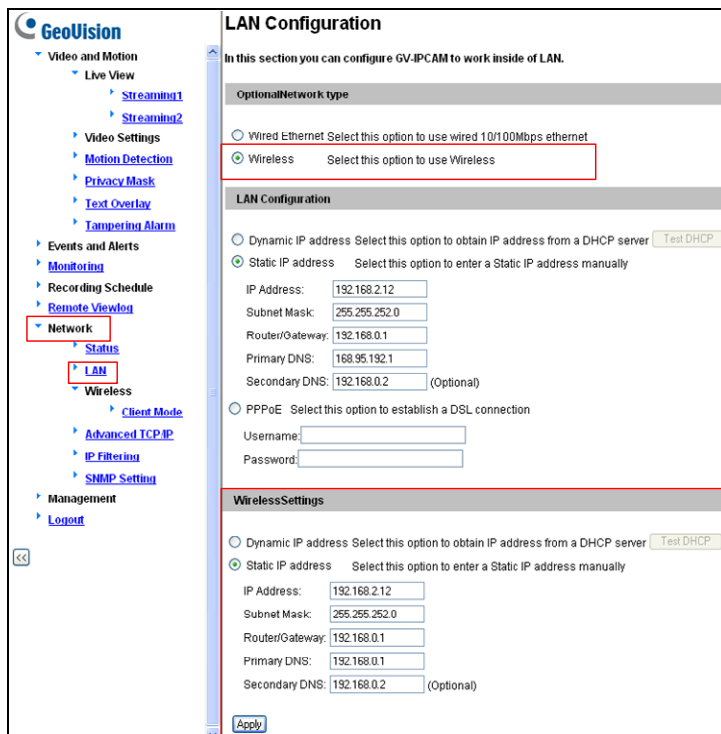 GeoVision
Video and Motion
Live View
Streaming1
Streaming2
Video Settings
Motion Detection
Privacy Mask
Text Overlay
Tampering Alarm
Events and Alerts
Monitoring
Recording Schedule
Remote Viewlog
Network
Status
LAN
Wireless
Client Mode
Advanced TCP/IP
IP Filtering
SNMP Setting
Management
Logout
<<
LAN Configuration
In this section you can configure GV-IPCAM to work inside of LAN.
OptionalNetwork type
Wired Ethernet Select this option to use wired 10/100Mbps ethernet
Wireless Select this option to use Wireless
LAN Configuration
Dynamic IP address Select this option to obtain IP address from a DHCP server Test DHCP
Static IP address Select this option to enter a Static IP address manually
IP Address: 192.168.2.12
Subnet Mask: 255.255.252.0
Router/Gateway: 192.168.0.1
Primary DNS: 168.95.192.1
Secondary DNS: 192.168.0.2 (Optional)
PPPoE Select this option to establish a DSL connection
Username:
Password:
WirelessSettings
Dynamic IP address Select this option to obtain IP address from a DHCP server Test DHCP
Static IP address Select this option to enter a Static IP address manually
IP Address: 192.168.2.12
Subnet Mask: 255.255.252.0
Router/Gateway: 192.168.0.1
Primary DNS: 192.168.0.1
Secondary DNS: 192.168.0.2 (Optional)
Apply